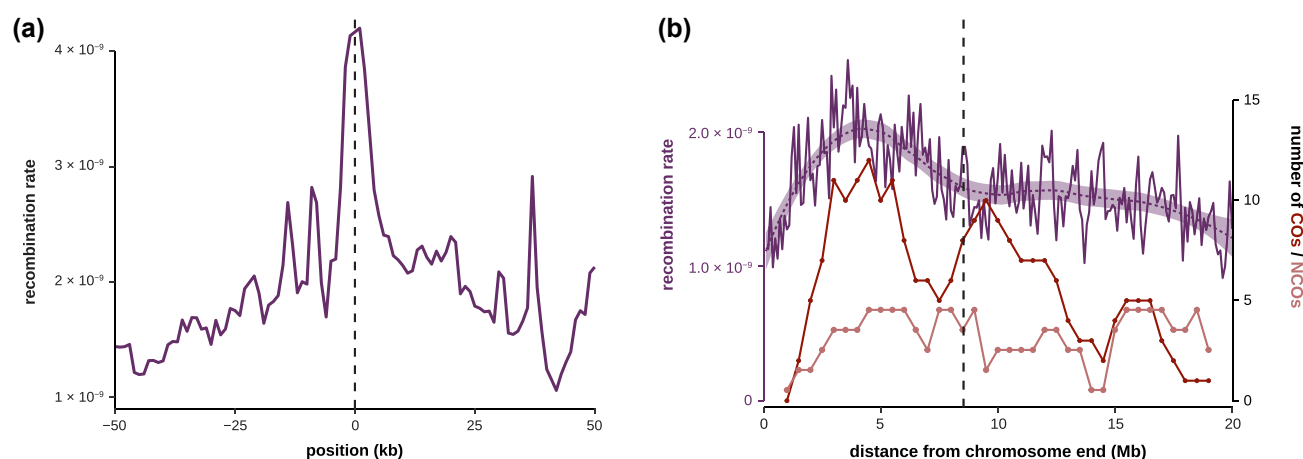 (a)
recombination rate
4 × 10⁻⁹
3 × 10⁻⁹
2 × 10⁻⁹
1 × 10⁻⁹
−50
−25
0
25
50
position (kb)
(b)
recombination rate
2.0 × 10⁻⁹
1.0 × 10⁻⁹
0
0
5
10
15
20
distance from chromosome end (Mb)
15
10
5
0
number of COs / NCOs